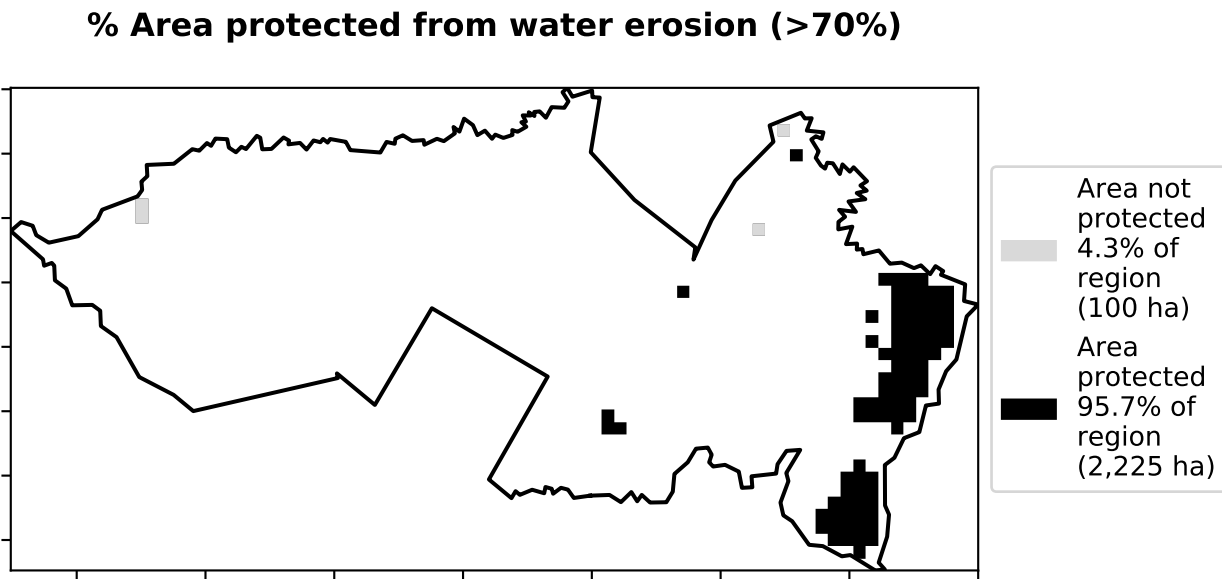 % Area protected from water erosion (>70%)
Area not
protected
4.3% of
region
(100 ha)
Area
protected
95.7% of
region
(2,225 ha)